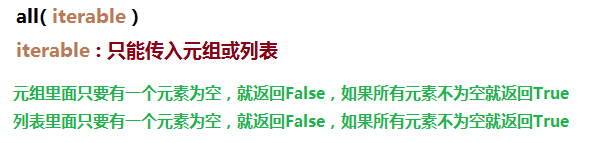 all( iterable )
iterable : 只能传入元组或列表
元组里面只要有一个元素为空，就返回False，如果所有元素不为空就返回True
列表里面只要有一个元素为空，就返回False，如果所有元素不为空就返回True